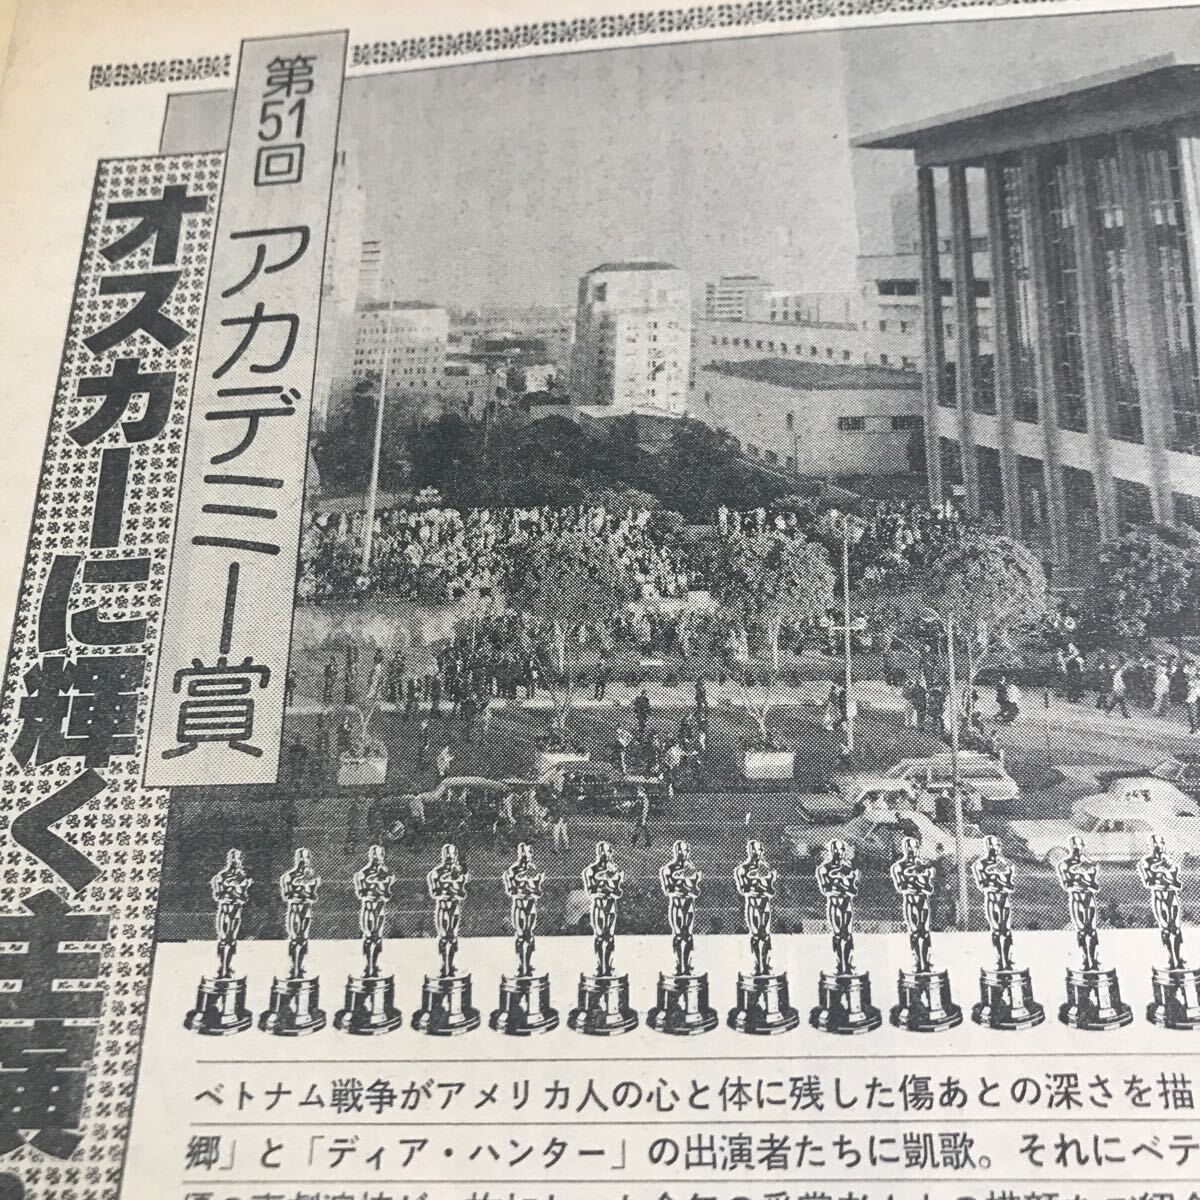 第51回 アカデミー賞
オスカーに輝く主演
ベトナム戦争がアメリカ人の心と体に残した傷あとの深さを描
郷」と「ディア・ハンター」の出演者たちに凱歌。それにベテ